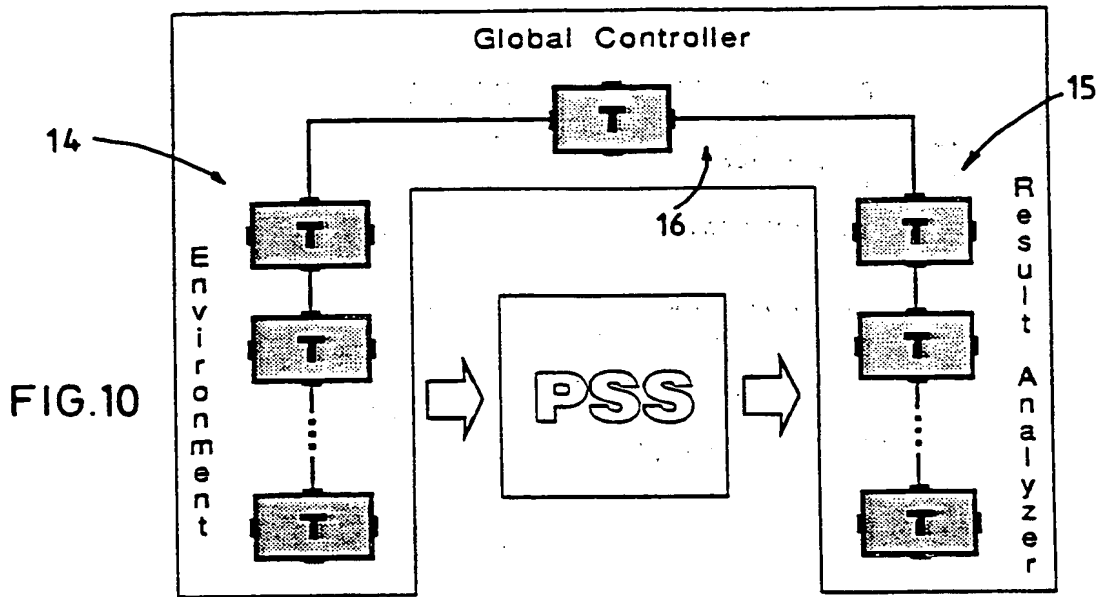 Global Controller
T
15
14
T
T
16
Environment
Result Analyzer
T
T
FIG.10
PSS
T
T